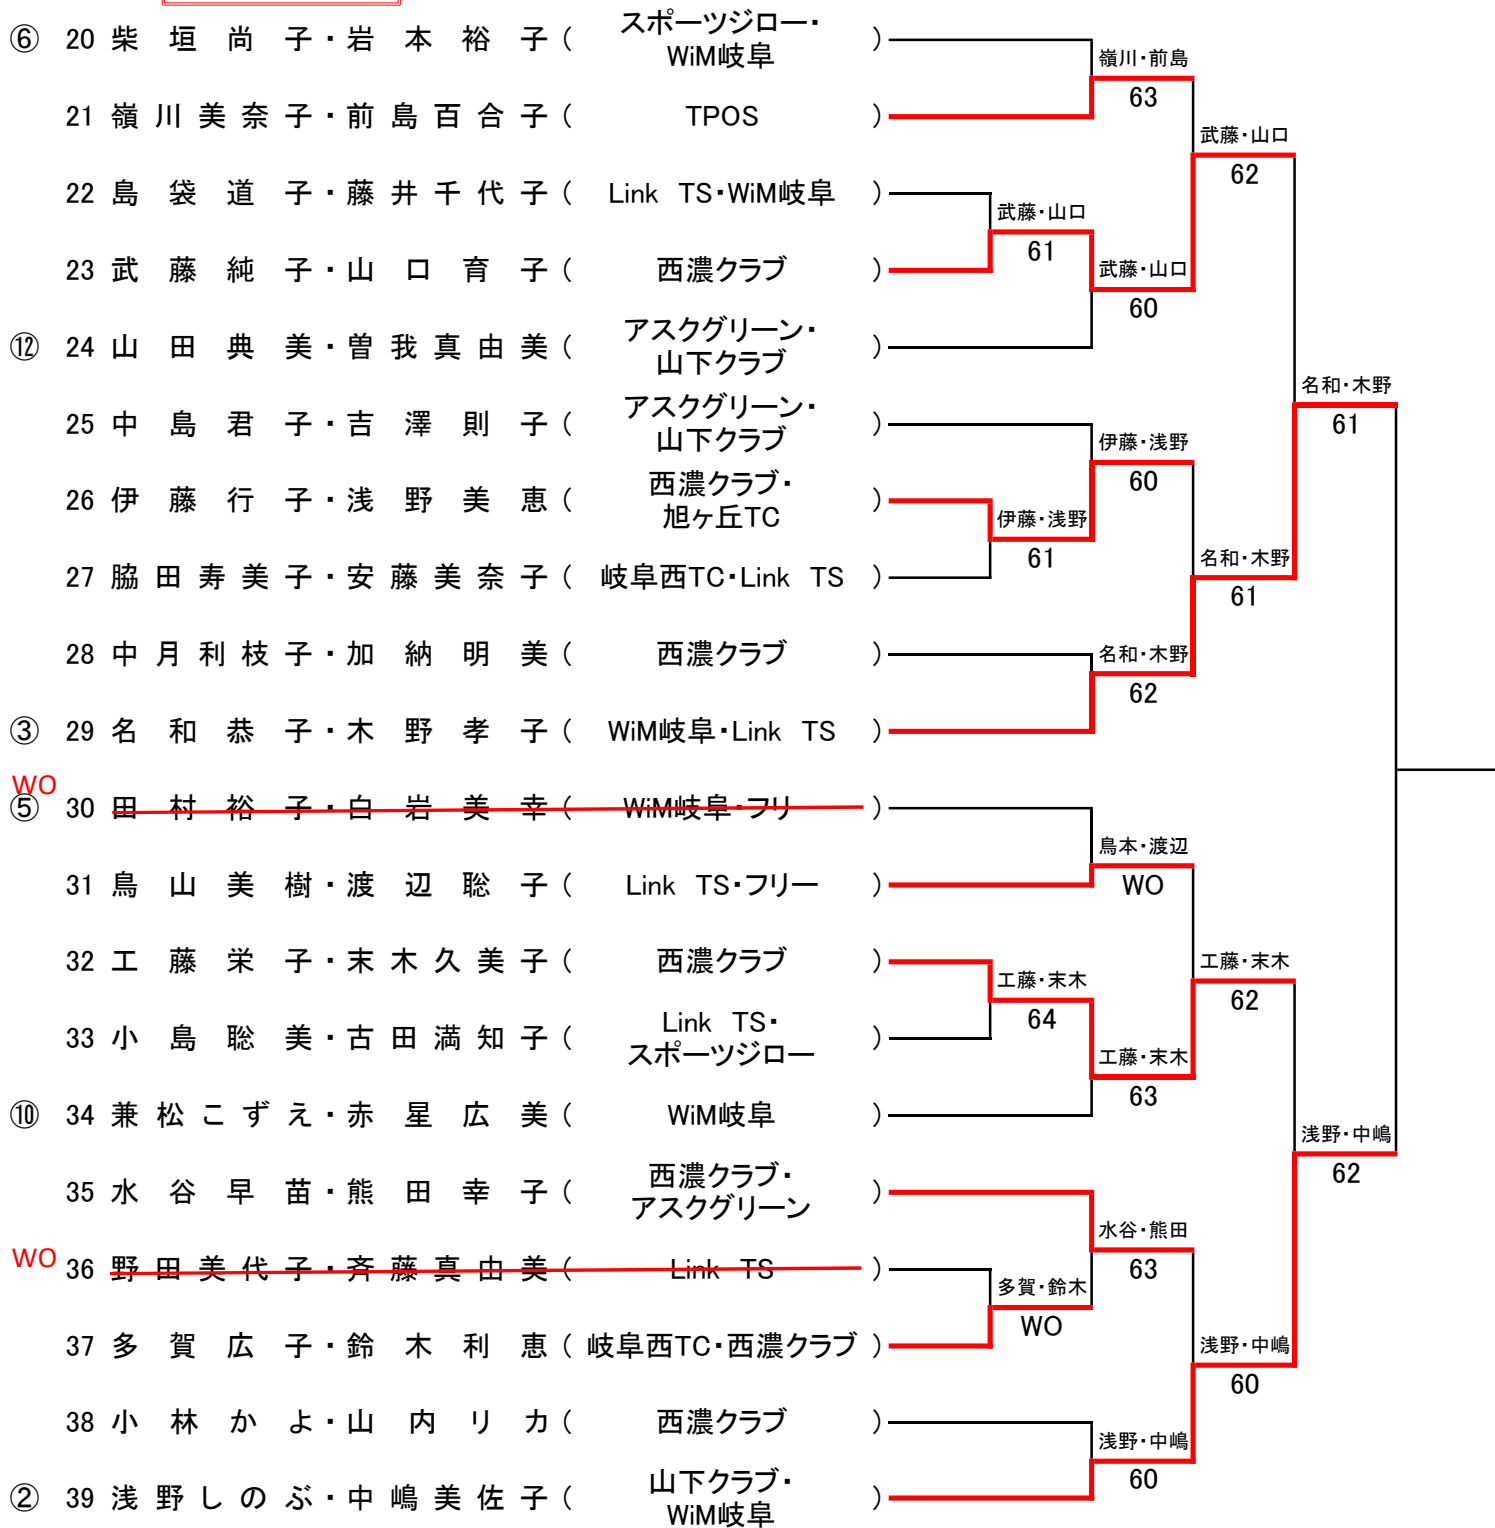 ⑥ 20 柴垣尚子・岩本裕子 ( スポーツジロー・WiM岐阜 )
嶺川・前島
63
21 嶺川美奈子・前島百合子 ( TPOS )
武藤・山口
62
22 島袋道子・藤井千代子 ( Link TS・WiM岐阜 )
武藤・山口
61
23 武藤純子・山口育子 ( 西濃クラブ )
武藤・山口
60
⑫ 24 山田典美・曽我真由美 ( アスクグリーン・山下クラブ )
名和・木野
61
25 中島君子・吉澤則子 ( アスクグリーン・山下クラブ )
伊藤・浅野
60
26 伊藤行子・浅野美恵 ( 西濃クラブ・旭ヶ丘TC )
伊藤・浅野
61
名和・木野
61
27 脇田寿美子・安藤美奈子 ( 岐阜西TC・Link TS )
28 中月利枝子・加納明美 ( 西濃クラブ )
名和・木野
62
③ 29 名和恭子・木野孝子 ( WiM岐阜・Link TS )
WO
⑤ 30 田村裕子・白岩美幸 ( WiM岐阜・フリー )
鳥本・渡辺
WO
31 鳥山美樹・渡辺聡子 ( Link TS・フリー )
32 工藤栄子・末木久美子 ( 西濃クラブ )
工藤・末木
62
工藤・末木
64
33 小島聡美・古田満知子 ( Link TS・スポーツジロー )
工藤・末木
63
⑩ 34 兼松こずえ・赤星広美 ( WiM岐阜 )
浅野・中嶋
62
35 水谷早苗・熊田幸子 ( 西濃クラブ・アスクグリーン )
水谷・熊田
63
WO 36 野田美代子・斉藤真由美 ( Link TS )
多賀・鈴木
WO
37 多賀広子・鈴木利恵 ( 岐阜西TC・西濃クラブ )
浅野・中嶋
60
38 小林かよ・山内リカ ( 西濃クラブ )
浅野・中嶋
60
② 39 浅野しのぶ・中嶋美佐子 ( 山下クラブ・WiM岐阜 )